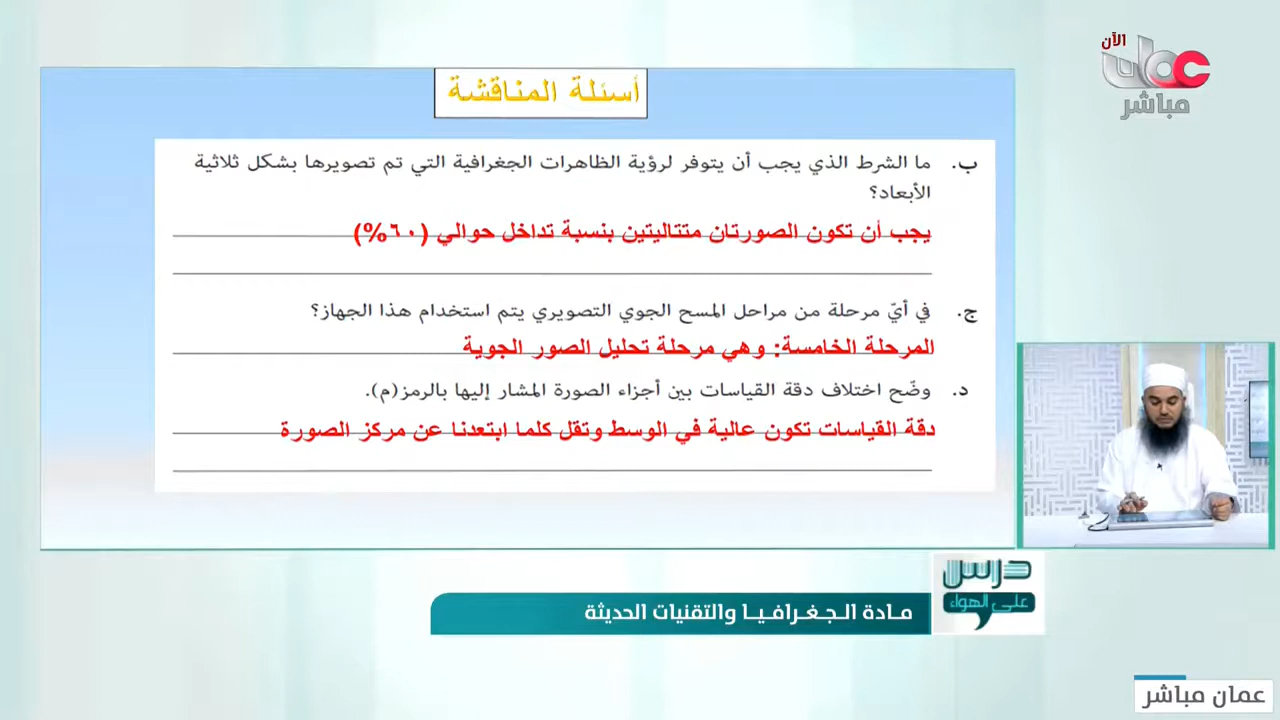 الآن
عمان
مباشر
أسئلة المناقشة
ب. ما الشرط الذي يجب أن يتوفر لرؤية الظاهرات الجغرافية التي تم تصويرها بشكل ثلاثية
الأبعاد؟
يجب أن تكون الصورتان متتاليتين بنسبة تداخل حوالي (٦٠%)
ج. في أيّ مرحلة من مراحل المسح الجوي التصويري يتم استخدام هذا الجهاز؟
المرحلة الخامسة: وهي مرحلة تحليل الصور الجوية
د. وضّح اختلاف دقة القياسات بين أجزاء الصورة المشار إليها بالرمز(م).
دقة القياسات تكون عالية في الوسط وتقل كلما ابتعدنا عن مركز الصورة
درس
على الهواء
مادة الجغرافيا والتقنيات الحديثة
عمان مباشر